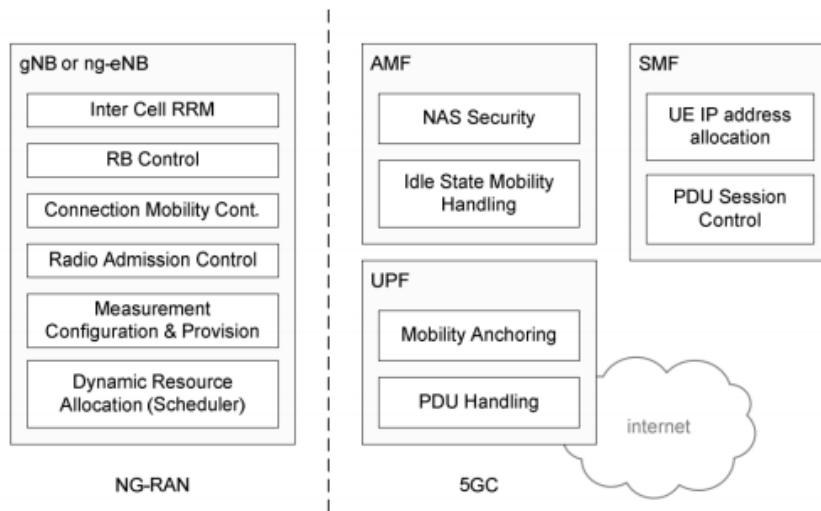 gNB or ng-eNB
Inter Cell RRM
RB Control
Connection Mobility Cont.
Radio Admission Control
Measurement
Configuration & Provision
Dynamic Resource
Allocation (Scheduler)
NG-RAN
AMF
NAS Security
Idle State Mobility
Handling
SMF
UE IP address
allocation
PDU Session
Control
UPF
Mobility Anchoring
PDU Handling
internet
5GC